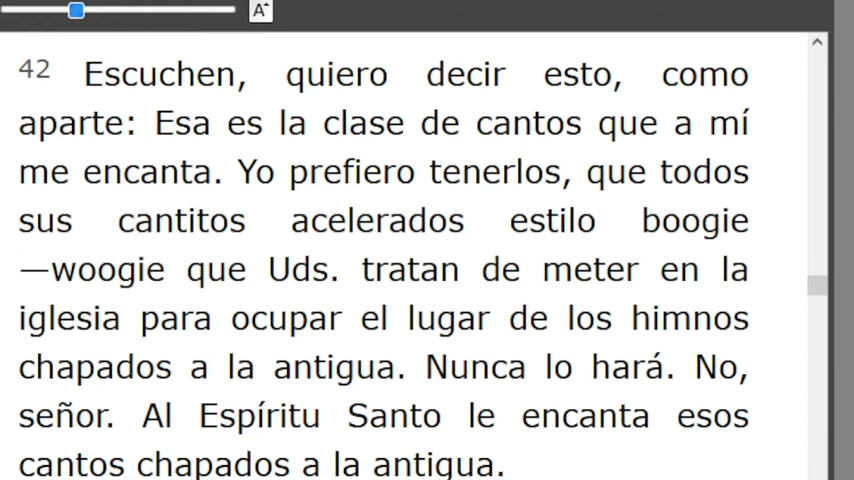 A
42 Escuchen, quiero decir esto, como
aparte: Esa es la clase de cantos que a mí
me encanta. Yo prefiero tenerlos, que todos
sus cantitos acelerados estilo boogie
—woogie que Uds. tratan de meter en la
iglesia para ocupar el lugar de los himnos
chapados a la antigua. Nunca lo hará. No,
señor. Al Espíritu Santo le encanta esos
cantos chapados a la antigua.